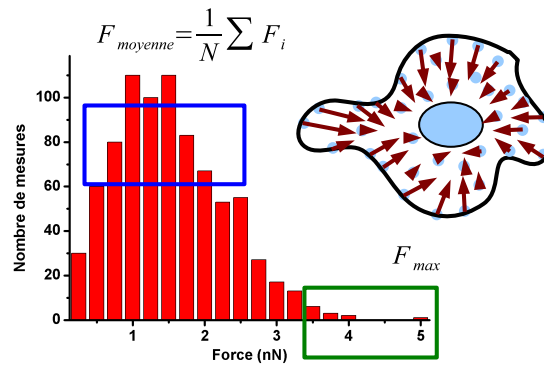 F_moyenne = 1/N ∑ F_i
Nombre de mesures
100
80
60
40
20
0
F_max
1 2 3 4 5
Force (nN)